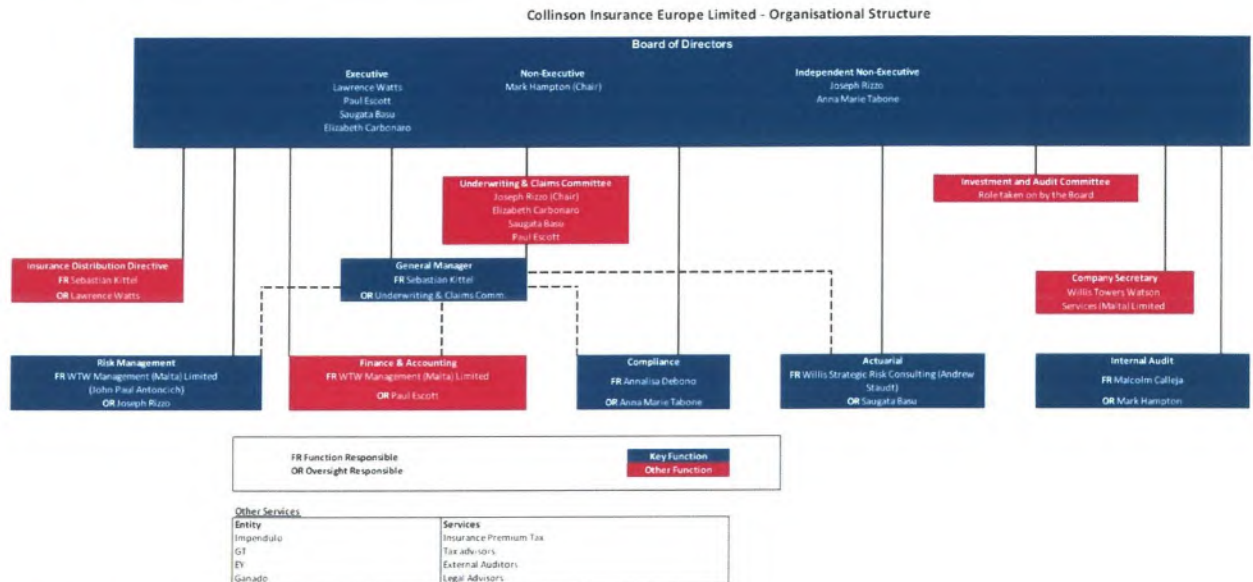 Collinson Insurance Europe Limited - Organisational Structure
Board of Directors
Executive
Lawrence Watts
Paul Escott
Saugata Basu
Elizabeth Carbonaro
Non-Executive
Mark Hampton (Chair)
Independent Non-Executive
Joseph Rizzo
Anna Marie Tabone
Underwriting & Claims Committee
Joseph Rizzo (Chair)
Elizabeth Carbonaro
Saugata Basu
Paul Escott
Investment and Audit Committee
Role taken on by the Board
Insurance Distribution Directive
FR Sebastian Kittel
OR Lawrence Watts
General Manager
FR Sebastian Kittel
OR Underwriting & Claims Comm.
Company Secretary
Willis Towers Watson
Services (Malta) Limited
Risk Management
FR WTW Management (Malta) Limited
(John Paul Antoncich)
OR Joseph Rizzo
Finance & Accounting
FR WTW Management (Malta) Limited
OR Paul Escott
Compliance
FR Annalisa Debono
OR Anna Marie Tabone
Actuarial
FR Willis Strategic Risk Consulting (Andrew
Staudt)
OR Saugata Basu
Internal Audit
FR Malcolm Calleja
OR Mark Hampton
FR Function Responsible
OR Oversight Responsible
Key Function
Other Function
Other Services
Entity Services
Impendulo Insurance Premium Tax
GT Tax advisors
EY External Auditors
Ganado Legal Advisors